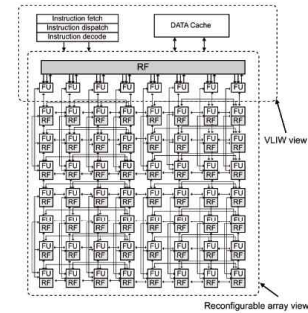 Instruction fetch
Instruction dispatch
Instruction decode
DATA Cache
RF
FU FU FU FU FU FU FU FU
FU FU FU FU FU FU FU FU
RF RF RF RF RF RF RF RF
FU FU FU FU FU FU FU FU
RF RF RF RF RF RF RF RF
FU FU FU FU FU FU FU FU
RF RF RF RF RF RF RF RF
FU FU FU FU FU FU FU FU
RF RF RF RF RF RF RF RF
FU FU FU FU FU FU FU FU
RF RF RF RF RF RF RF RF
FU FU FU FU FU FU FU FU
RF RF RF RF RF RF RF RF
FU FU FU FU FU FU FU FU
RF RF RF RF RF RF RF RF
VLIW view
Reconfigurable array view